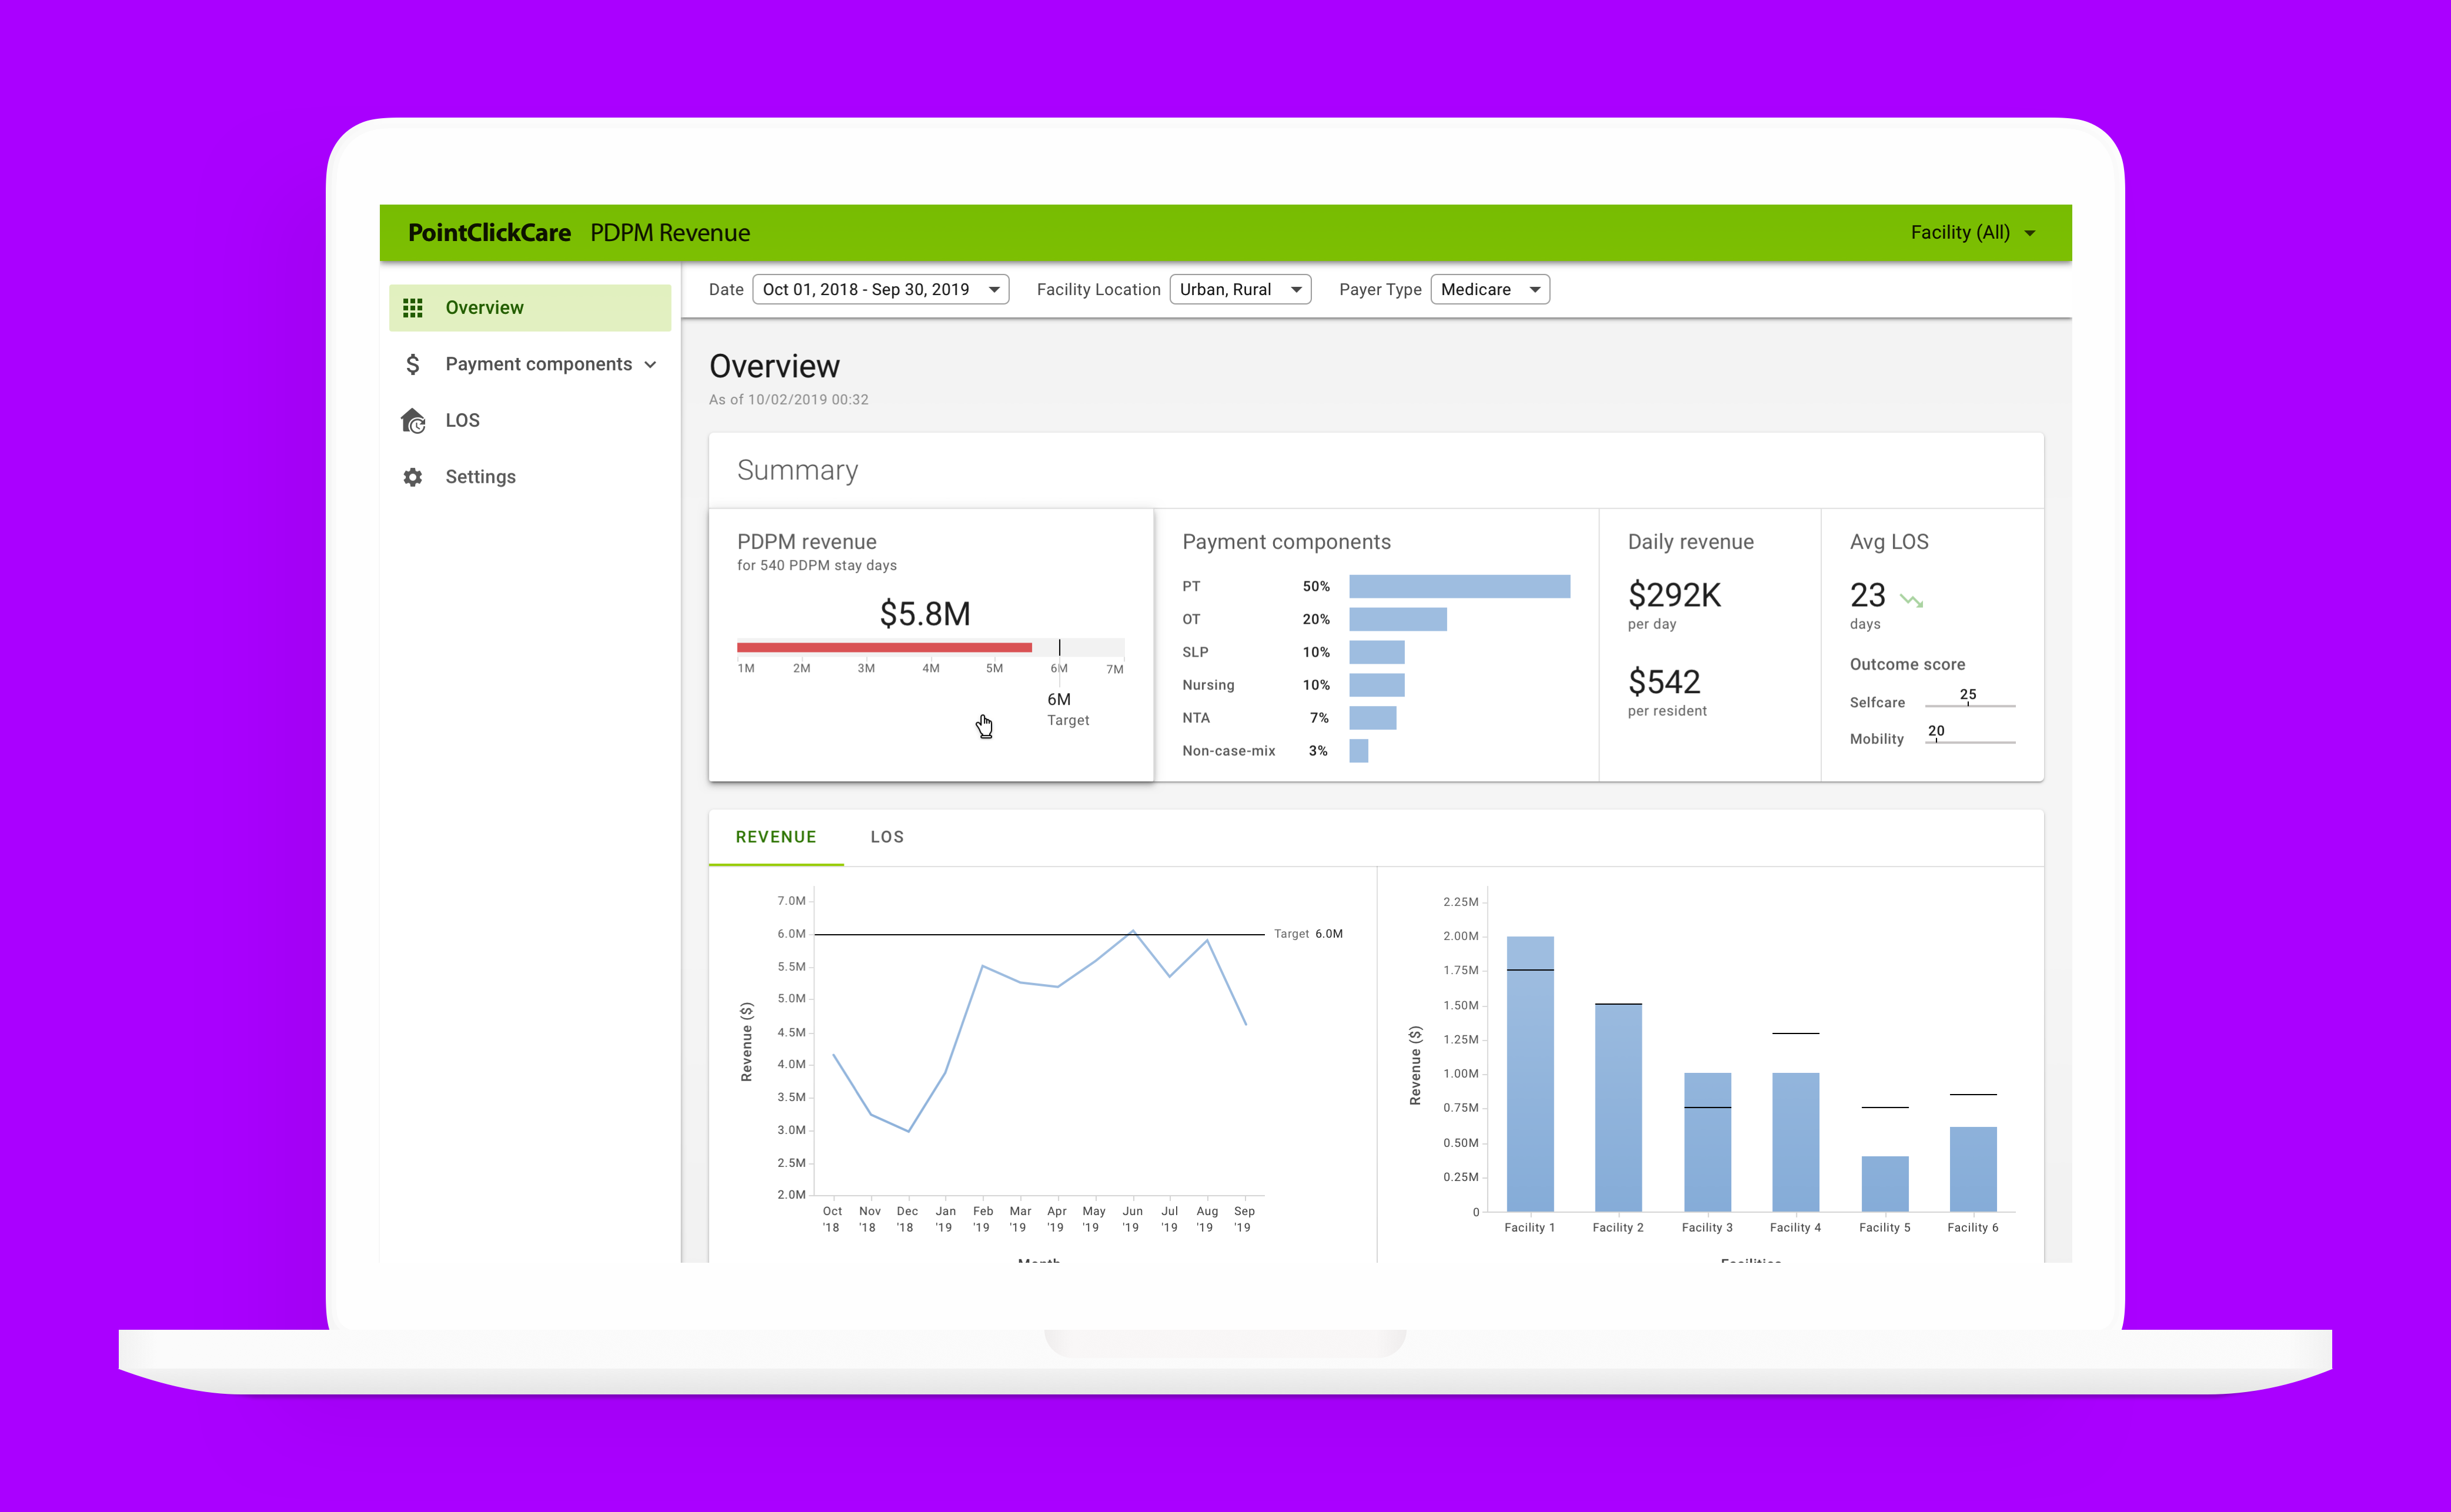 PointClickCare PDPM Revenue
Facility (All)
Overview
Payment components
LOS
Settings
Date Oct 01, 2018 - Sep 30, 2019 Facility Location Urban, Rural Payer Type Medicare
Overview
As of 10/02/2019 00:32
Summary
PDPM revenue
for 540 PDPM stay days
$5.8M
1M 2M 3M 4M 5M 6M 7M
6M
Target
Payment components
PT 50%
OT 20%
SLP 10%
Nursing 10%
NTA 7%
Non-case-mix 3%
Daily revenue
$292K
per day
$542
per resident
Avg LOS
23
days
Outcome score
Selfcare 25
Mobility 20
REVENUE LOS
Revenue ($)
7.0M
6.0M
5.5M
5.0M
4.5M
4.0M
3.5M
3.0M
2.5M
2.0M
Target 6.0M
Oct Nov Dec Jan Feb Mar Apr May Jun Jul Aug Sep
'18 '18 '18 '19 '19 '19 '19 '19 '19 '19 '19 '19
Month
Revenue ($)
2.25M
2.00M
1.75M
1.50M
1.25M
1.00M
0.75M
0.50M
0.25M
0
Facility 1 Facility 2 Facility 3 Facility 4 Facility 5 Facility 6
Facilities